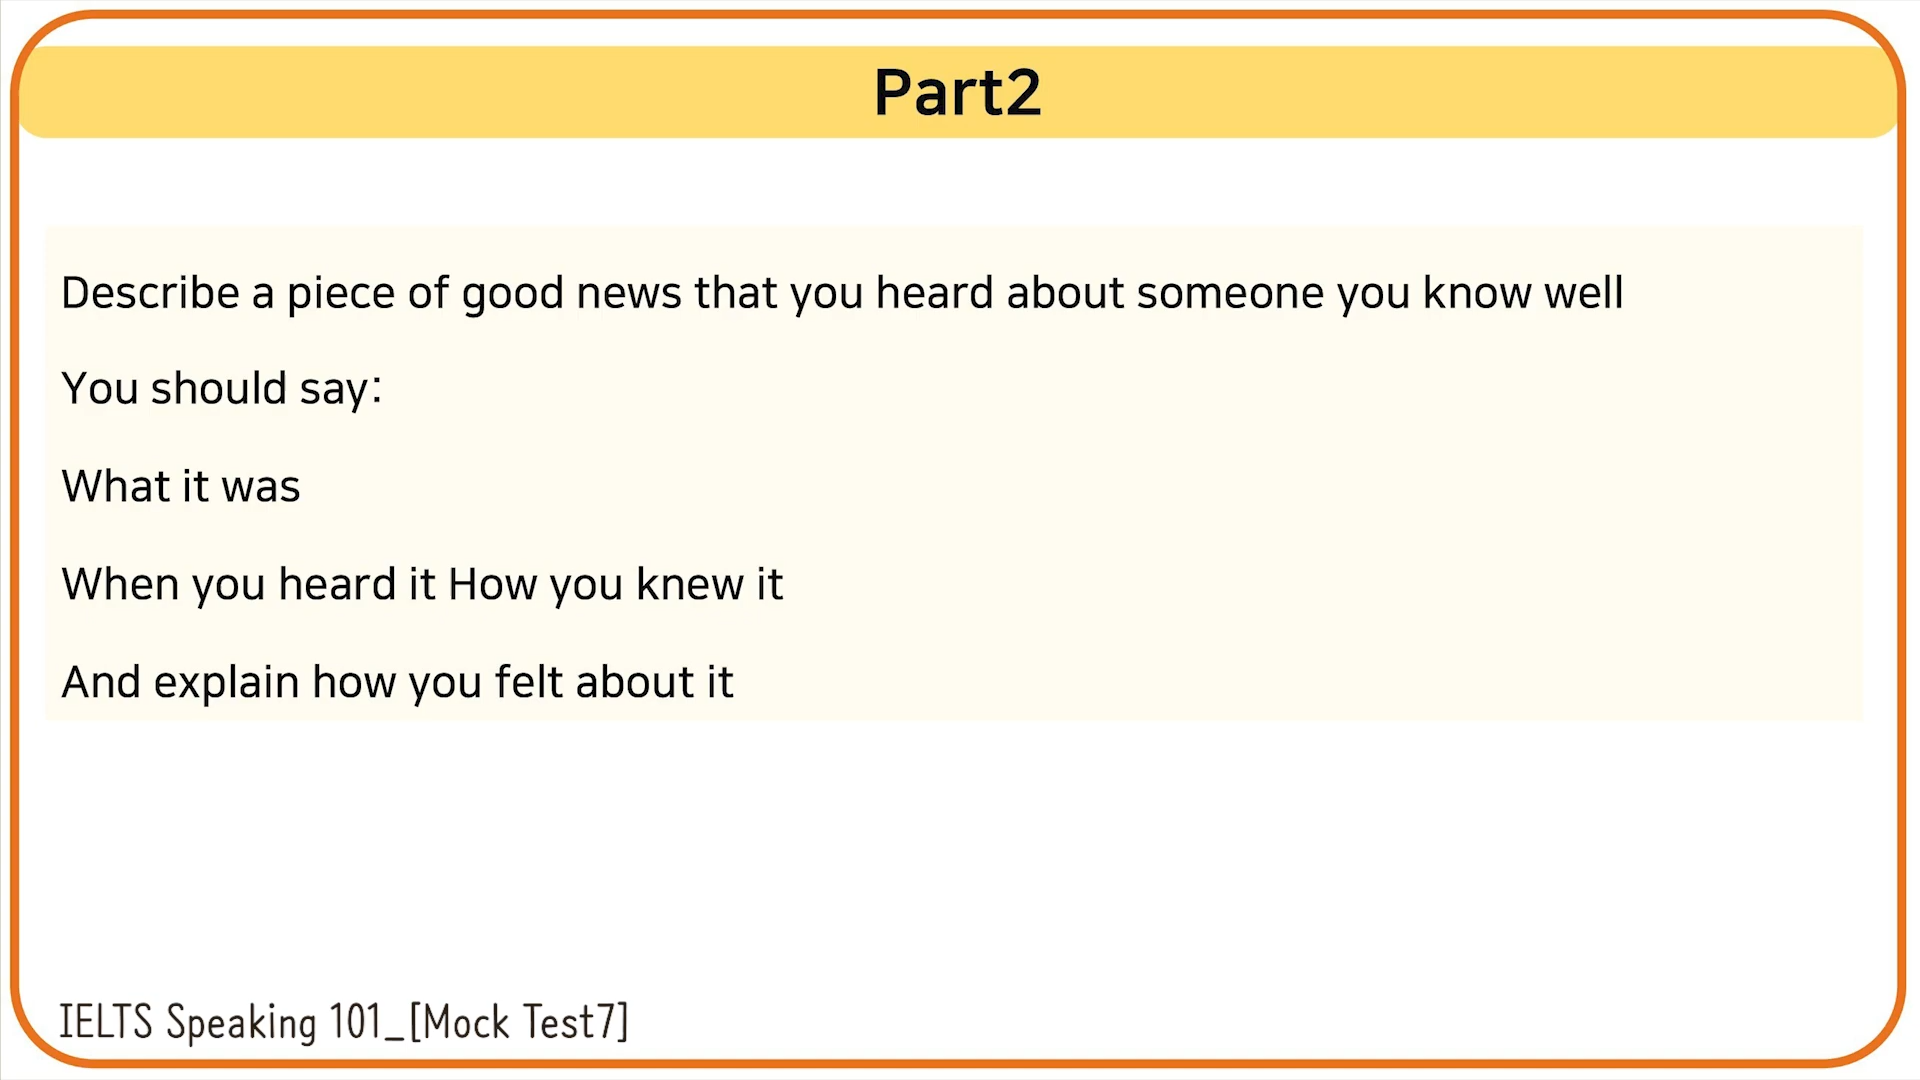 Part2
Describe a piece of good news that you heard about someone you know well
You should say:
What it was
When you heard it How you knew it
And explain how you felt about it
IELTS Speaking 101_[Mock Test7]